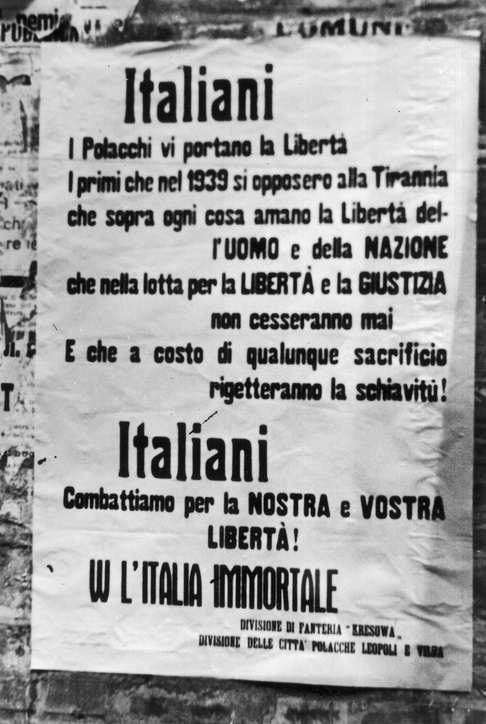 nemi
COMUNE
Italiani
I Polacchi vi portano la Libertà
I primi che nel 1939 si opposero alla Tirannia
che sopra ogni cosa amano la Libertà del-
l'UOMO e della NAZIONE
che nella lotta per la LIBERTÀ e la GIUSTIZIA
non cesseranno mai
E che a costo di qualunque sacrificio
rigetteranno la schiavitù!
Italiani
Combattiamo per la NOSTRA e VOSTRA
LIBERTÀ!
W L'ITALIA IMMORTALE
DIVISIONE DI FANTERIA "KRESOWA„
DIVISIONE DELLE CITTA' POLACCHE LEOPOLI E VILNA